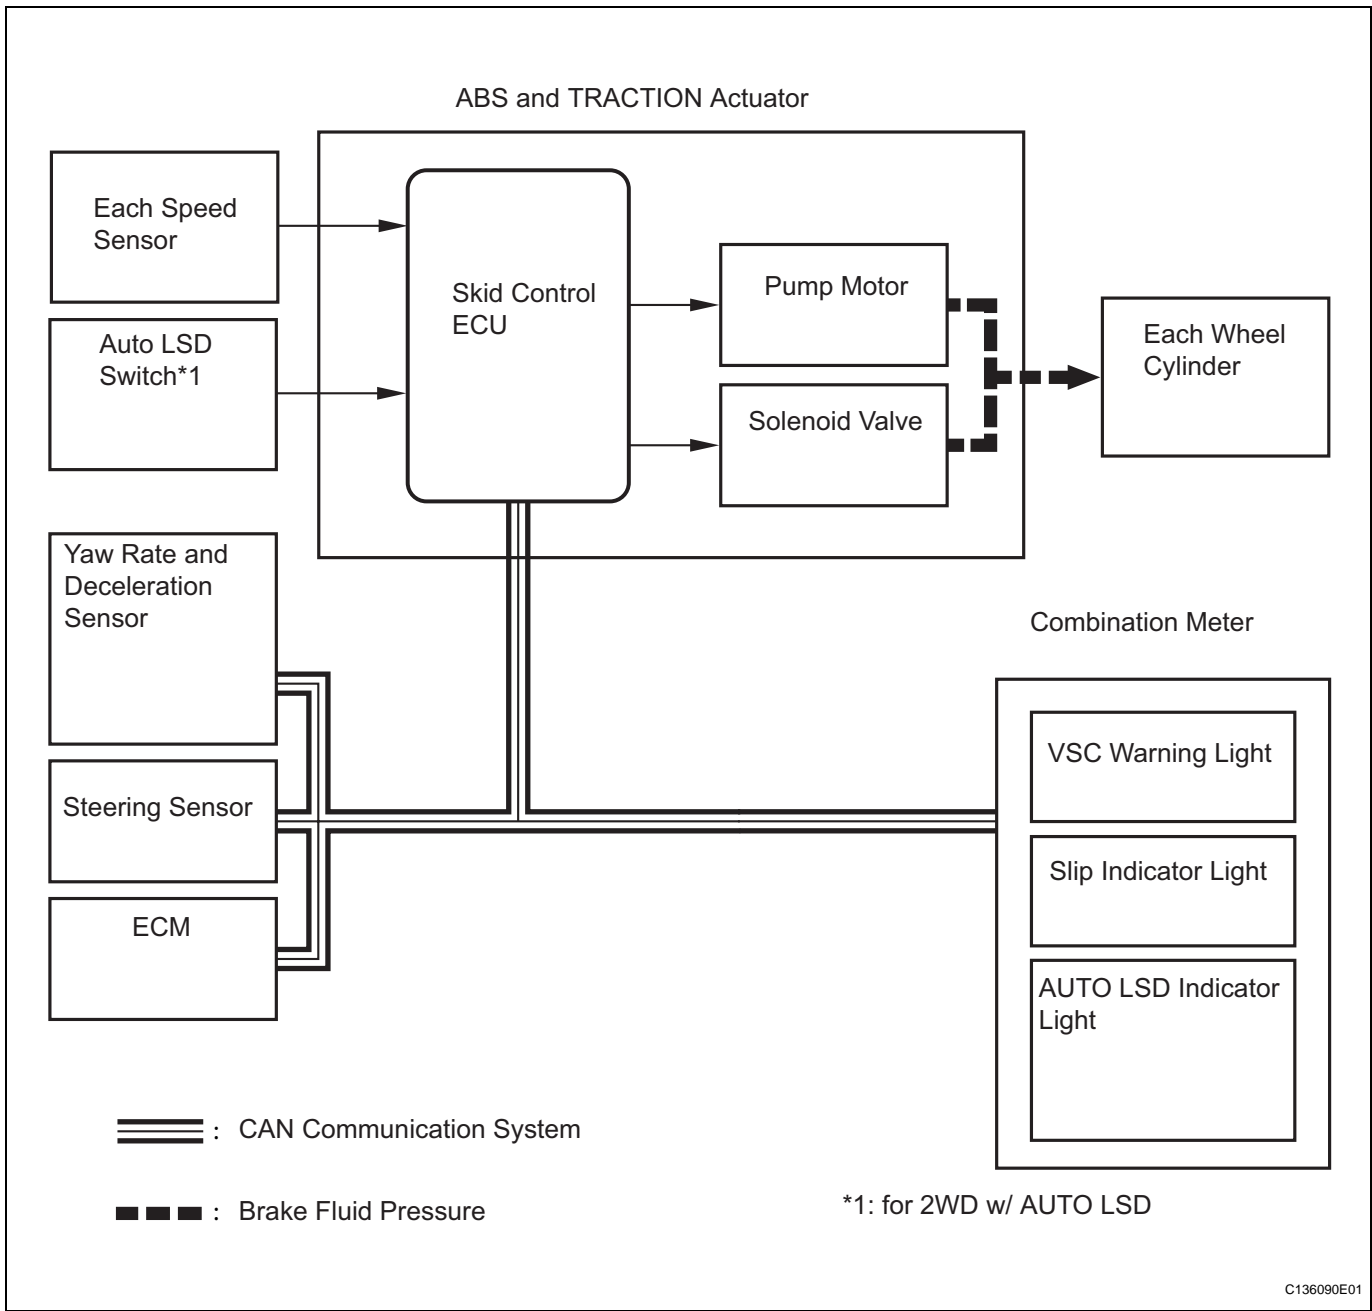 ABS and TRACTION Actuator
Each Speed
Sensor
Auto LSD
Switch*1
Skid Control
ECU
Pump Motor
Solenoid Valve
Each Wheel
Cylinder
Yaw Rate and
Deceleration
Sensor
Steering Sensor
ECM
Combination Meter
VSC Warning Light
Slip Indicator Light
AUTO LSD Indicator
Light
: CAN Communication System
: Brake Fluid Pressure
*1: for 2WD w/ AUTO LSD
C136090E01